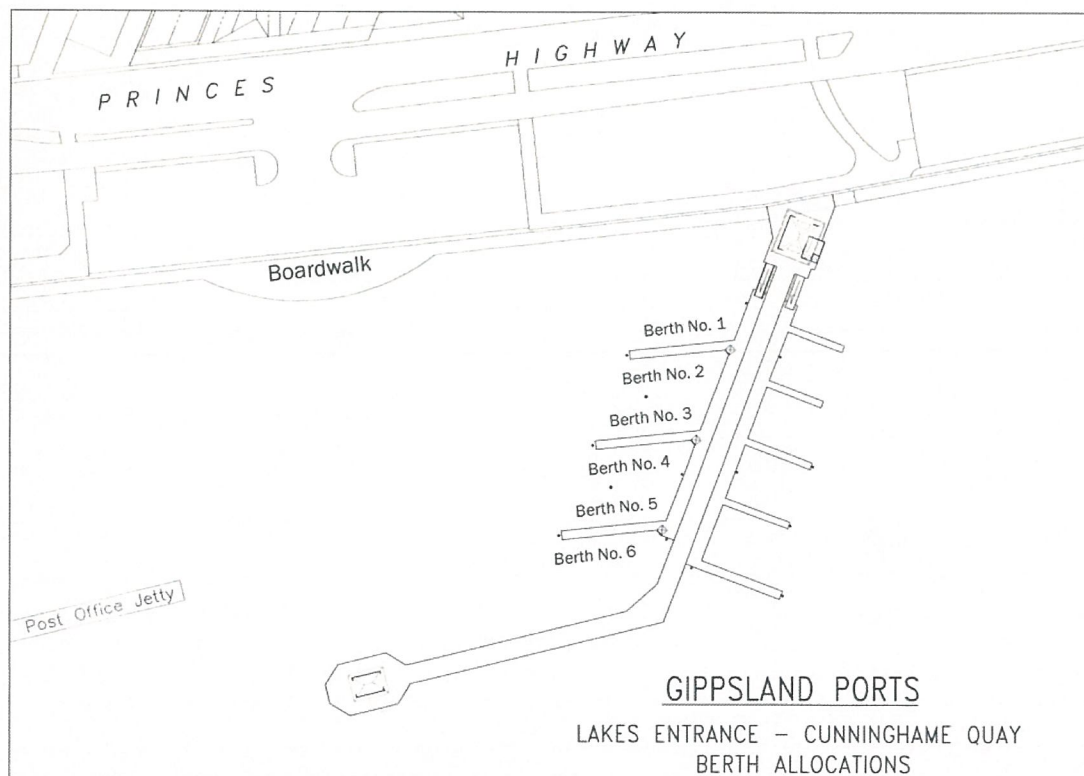 PRINCES HIGHWAY
Boardwalk
Berth No. 1
Berth No. 2
Berth No. 3
Berth No. 4
Berth No. 5
Berth No. 6
Post Office Jetty
GIPPSLAND PORTS
LAKES ENTRANCE – CUNNINGHAME QUAY
BERTH ALLOCATIONS